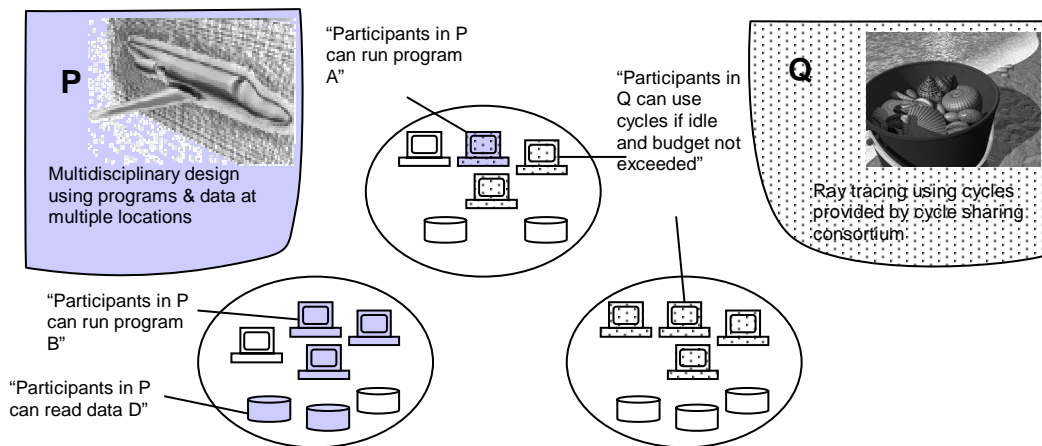 P
Multidisciplinary design
using programs & data at
multiple locations
“Participants in P
can run program
A”
“Participants in
Q can use
cycles if idle
and budget not
exceeded”
Q
Ray tracing using cycles
provided by cycle sharing
consortium
“Participants in P
can run program
B”
“Participants in P
can read data D”